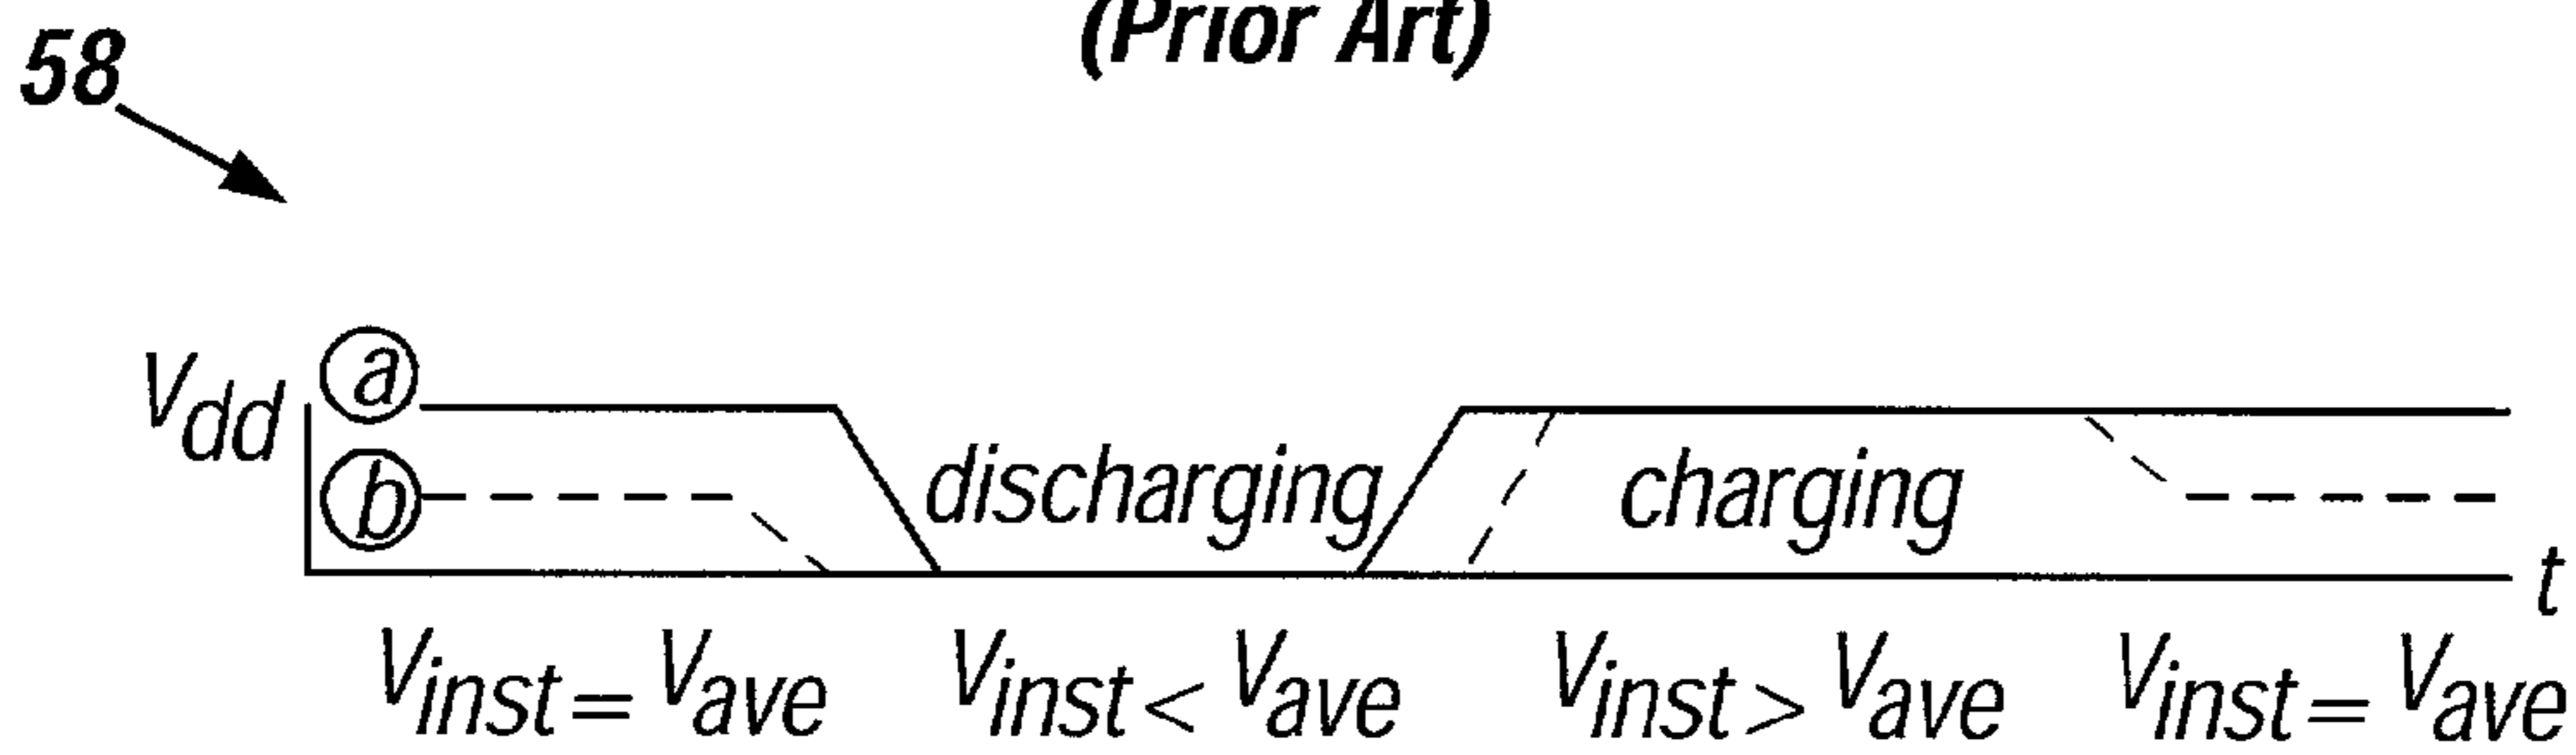 (Prior Art)
58
Vdd
a
b
discharging
charging
t
Vinst = Vave
Vinst < Vave
Vinst > Vave
Vinst = Vave